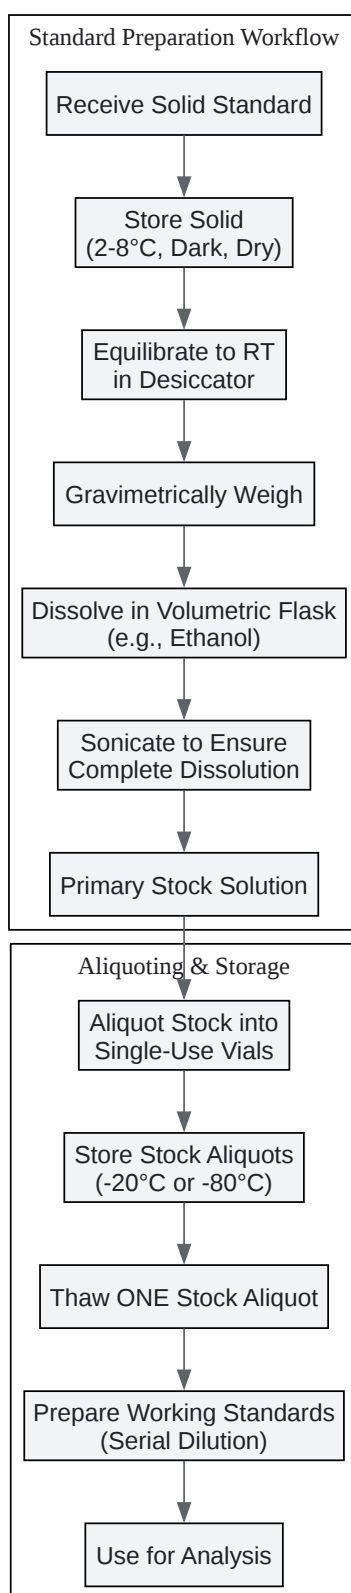 Standard Preparation Workflow
Receive Solid Standard
Store Solid
(2-8°C, Dark, Dry)
Equilibrate to RT
in Desiccator
Gravimetrically Weigh
Dissolve in Volumetric Flask
(e.g., Ethanol)
Sonicate to Ensure
Complete Dissolution
Primary Stock Solution
Aliquoting & Storage
Aliquot Stock into
Single-Use Vials
Store Stock Aliquots
(-20°C or -80°C)
Thaw ONE Stock Aliquot
Prepare Working Standards
(Serial Dilution)
Use for Analysis